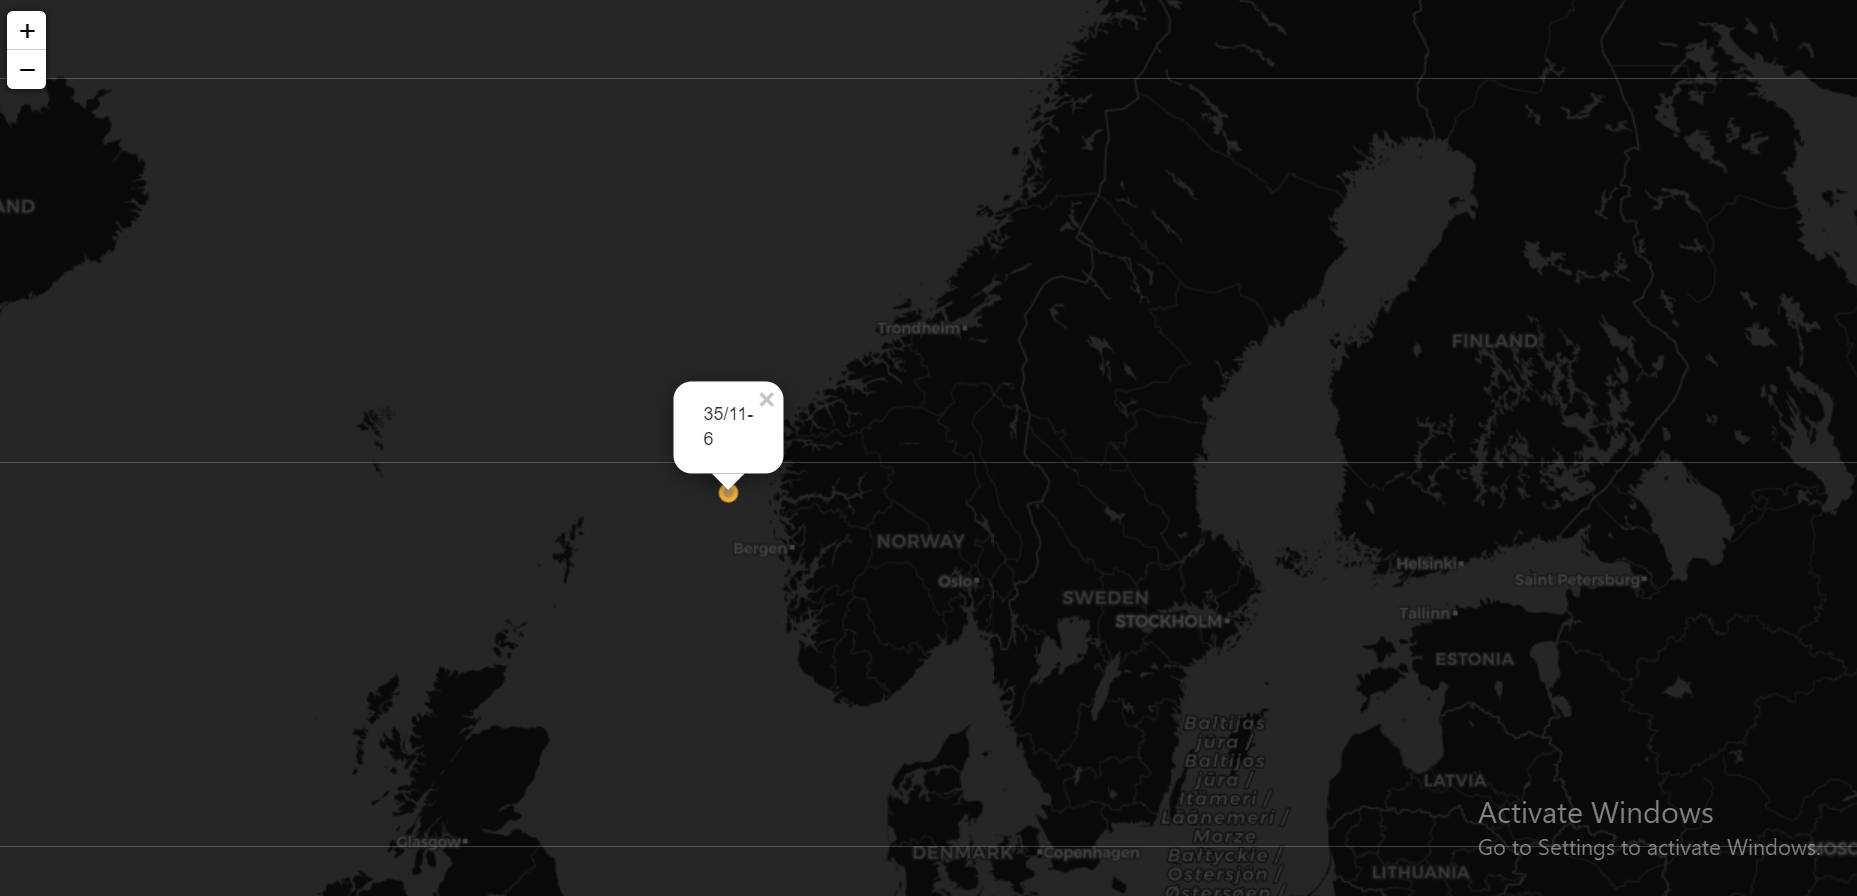 +
−
AND
Trondheim
FINLAND
×
35/11-
6
NORWAY
Bergen
Oslo
Helsinki
Saint Petersburg
SWEDEN
STOCKHOLM
Tallinn
ESTONIA
Baltijas
jūra /
Baltijos
jūra /
Itämeri /
Läänemeri /
Morze
Bałtyckie /
Östersjön /
Østersøen /
LATVIA
Activate Windows
Go to Settings to activate Windows.
MOSC
Glasgow
DENMARK
Copenhagen
LITHUANIA